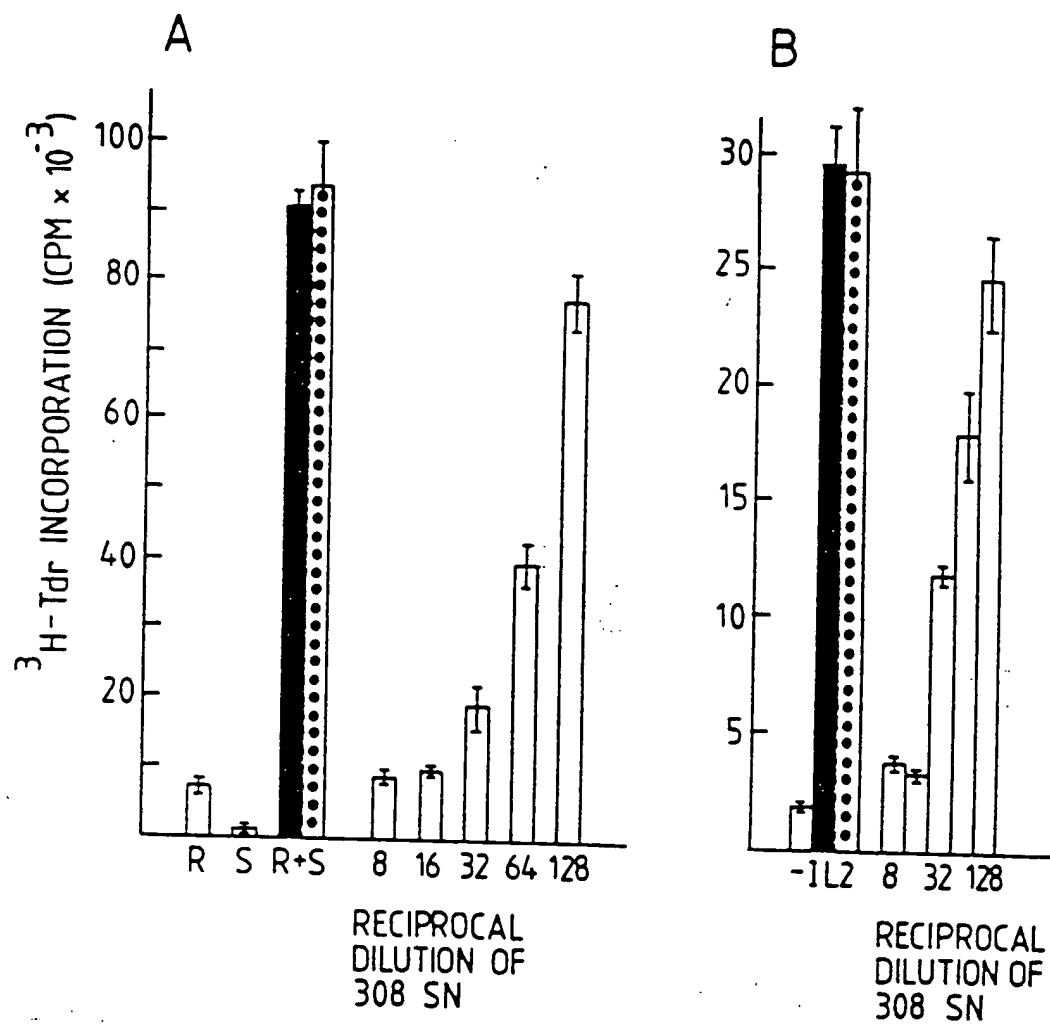 A
³H-Tdr INCORPORATION (CPM × 10⁻³)
100
80
60
40
20
R S R+S 8 16 32 64 128
RECIPROCAL
DILUTION OF
308 SN
B
30
25
20
15
10
5
-IL2 8 32 128
RECIPROCAL
DILUTION OF
308 SN